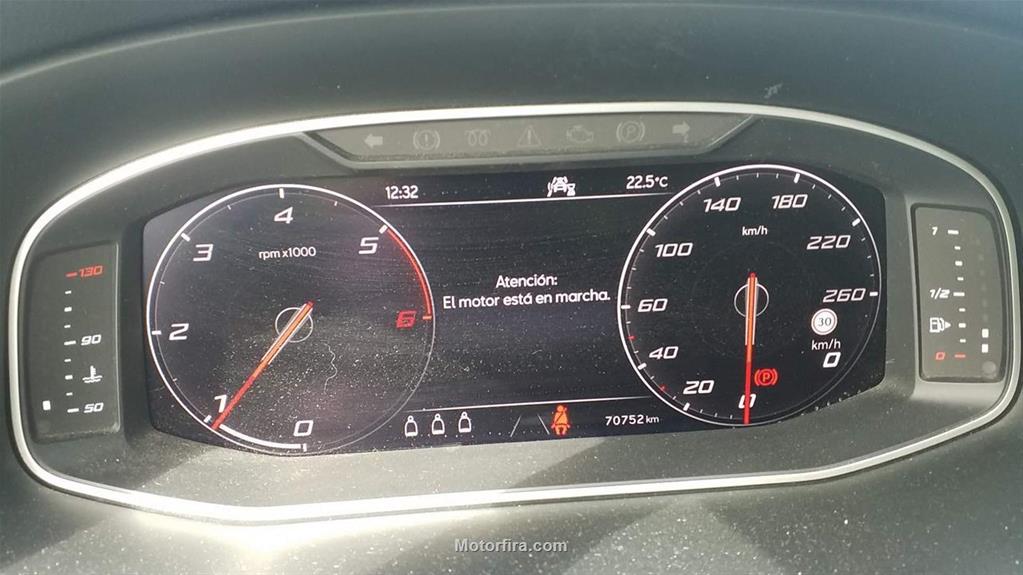 12:32
22.5°C
130
90
50
rpm x1000
0
1
2
3
4
5
6
Atención:
El motor está en marcha.
km/h
0
20
40
60
100
140
180
220
260
30
km/h
0
P
P
1
1/2
0
70752 km
Motorfira.com